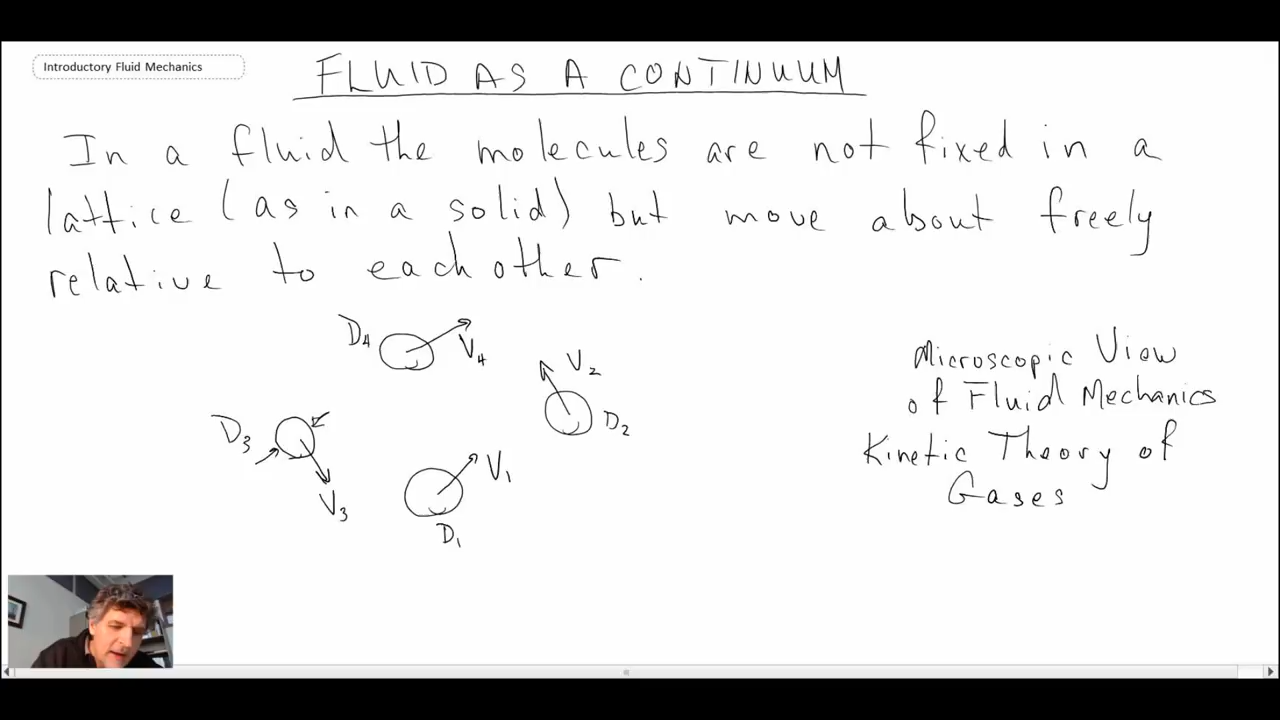 Introductory Fluid Mechanics
FLUID AS A CONTINUUM
In a fluid the molecules are not fixed in a
lattice (as in a solid) but move about freely
relative to each other.
D4
V4
V2
D2
D3
V3
V1
D1
Microscopic View
of Fluid Mechanics
Kinetic Theory of
Gases